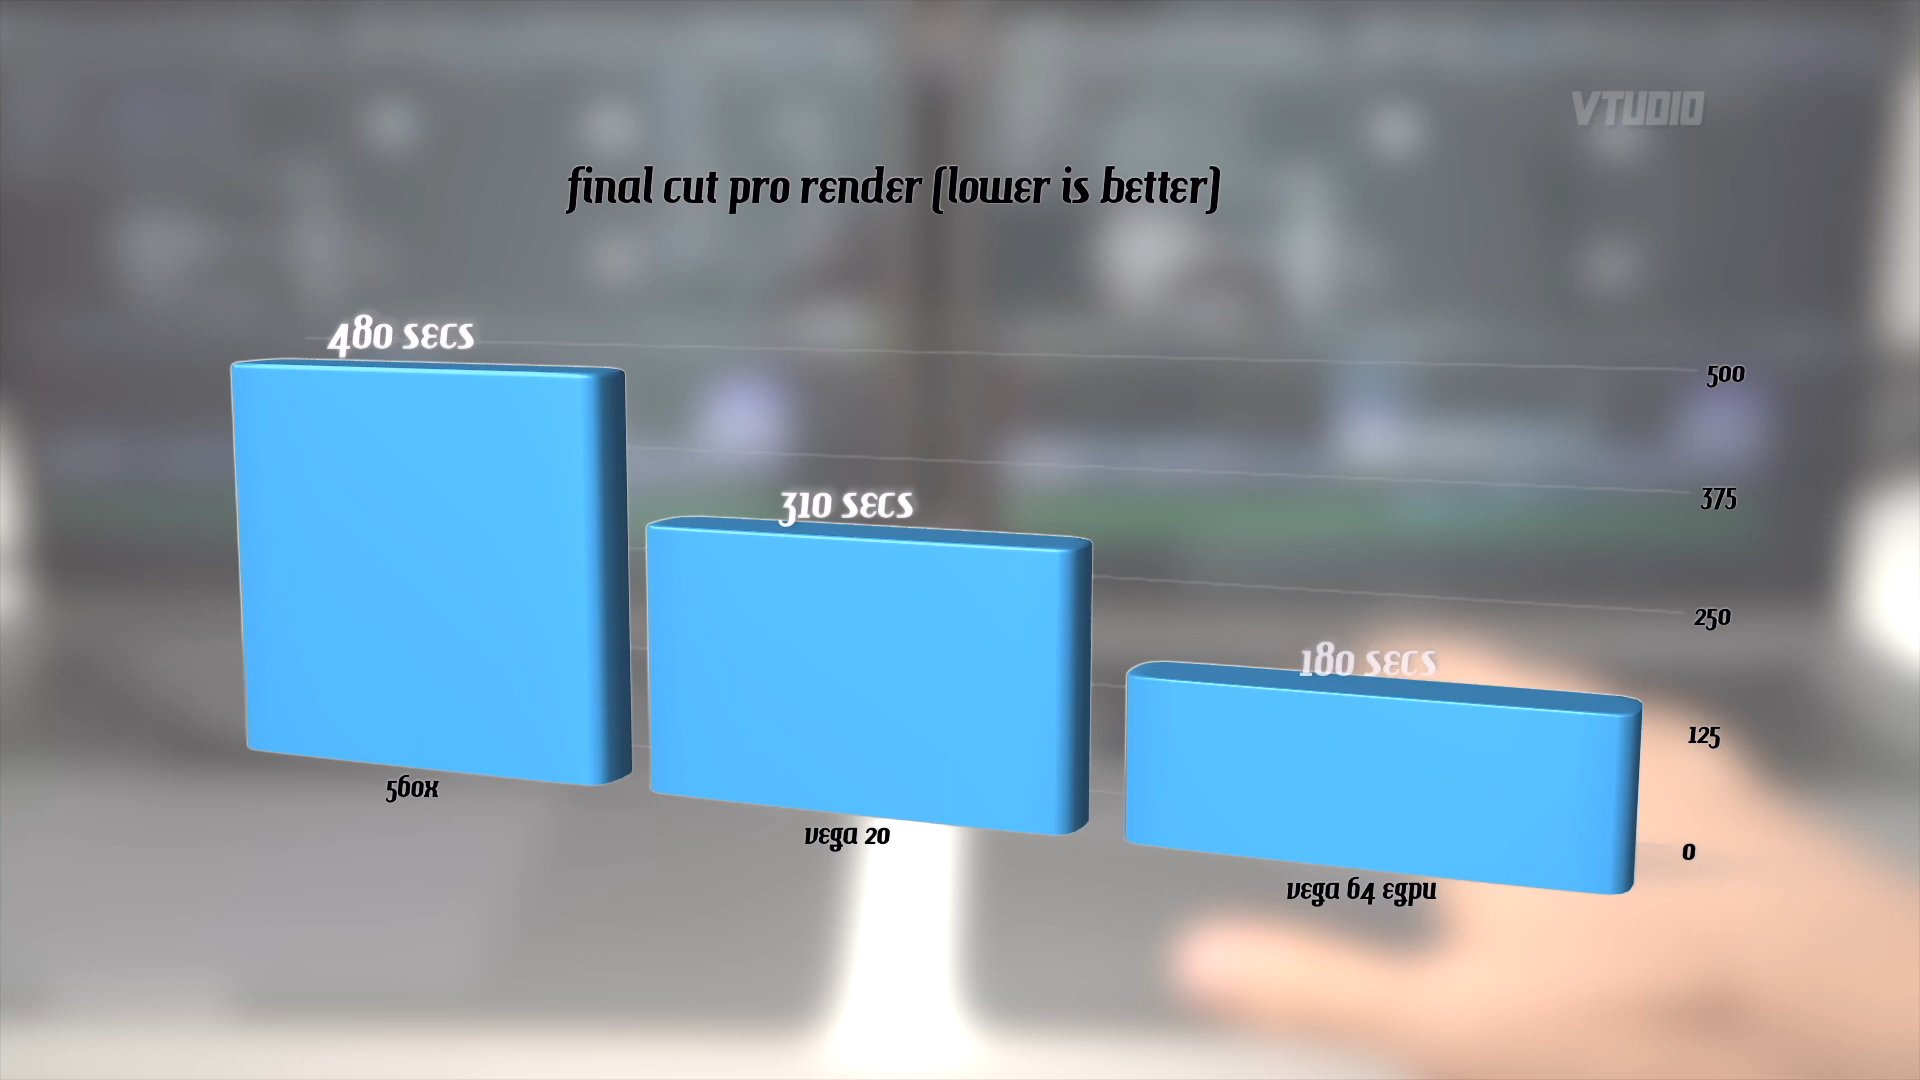 VTUDIO
final cut pro render (lower is better)
480 secs
500
375
310 secs
250
180 secs
125
560x
vega 20
0
vega 64 egpu